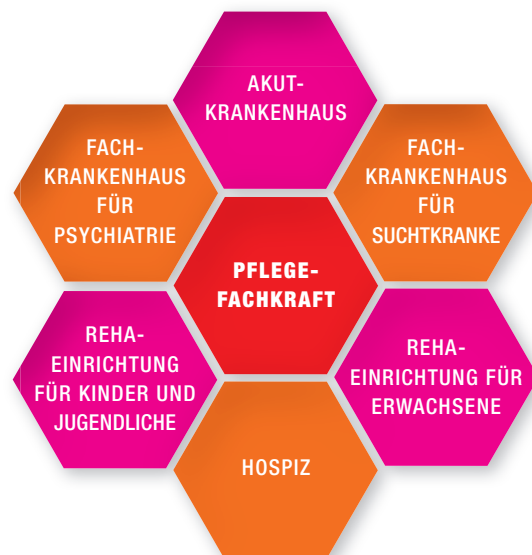 AKUT-
KRANKENHAUS
FACH-
KRANKENHAUS
FÜR
PSYCHIATRIE
FACH-
KRANKENHAUS
FÜR
SUCHTKRANKE
PFLEGE-
FACHKRAFT
REHA-
EINRICHTUNG
FÜR KINDER UND
JUGENDLICHE
REHA-
EINRICHTUNG FÜR
ERWACHSENE
HOSPIZ